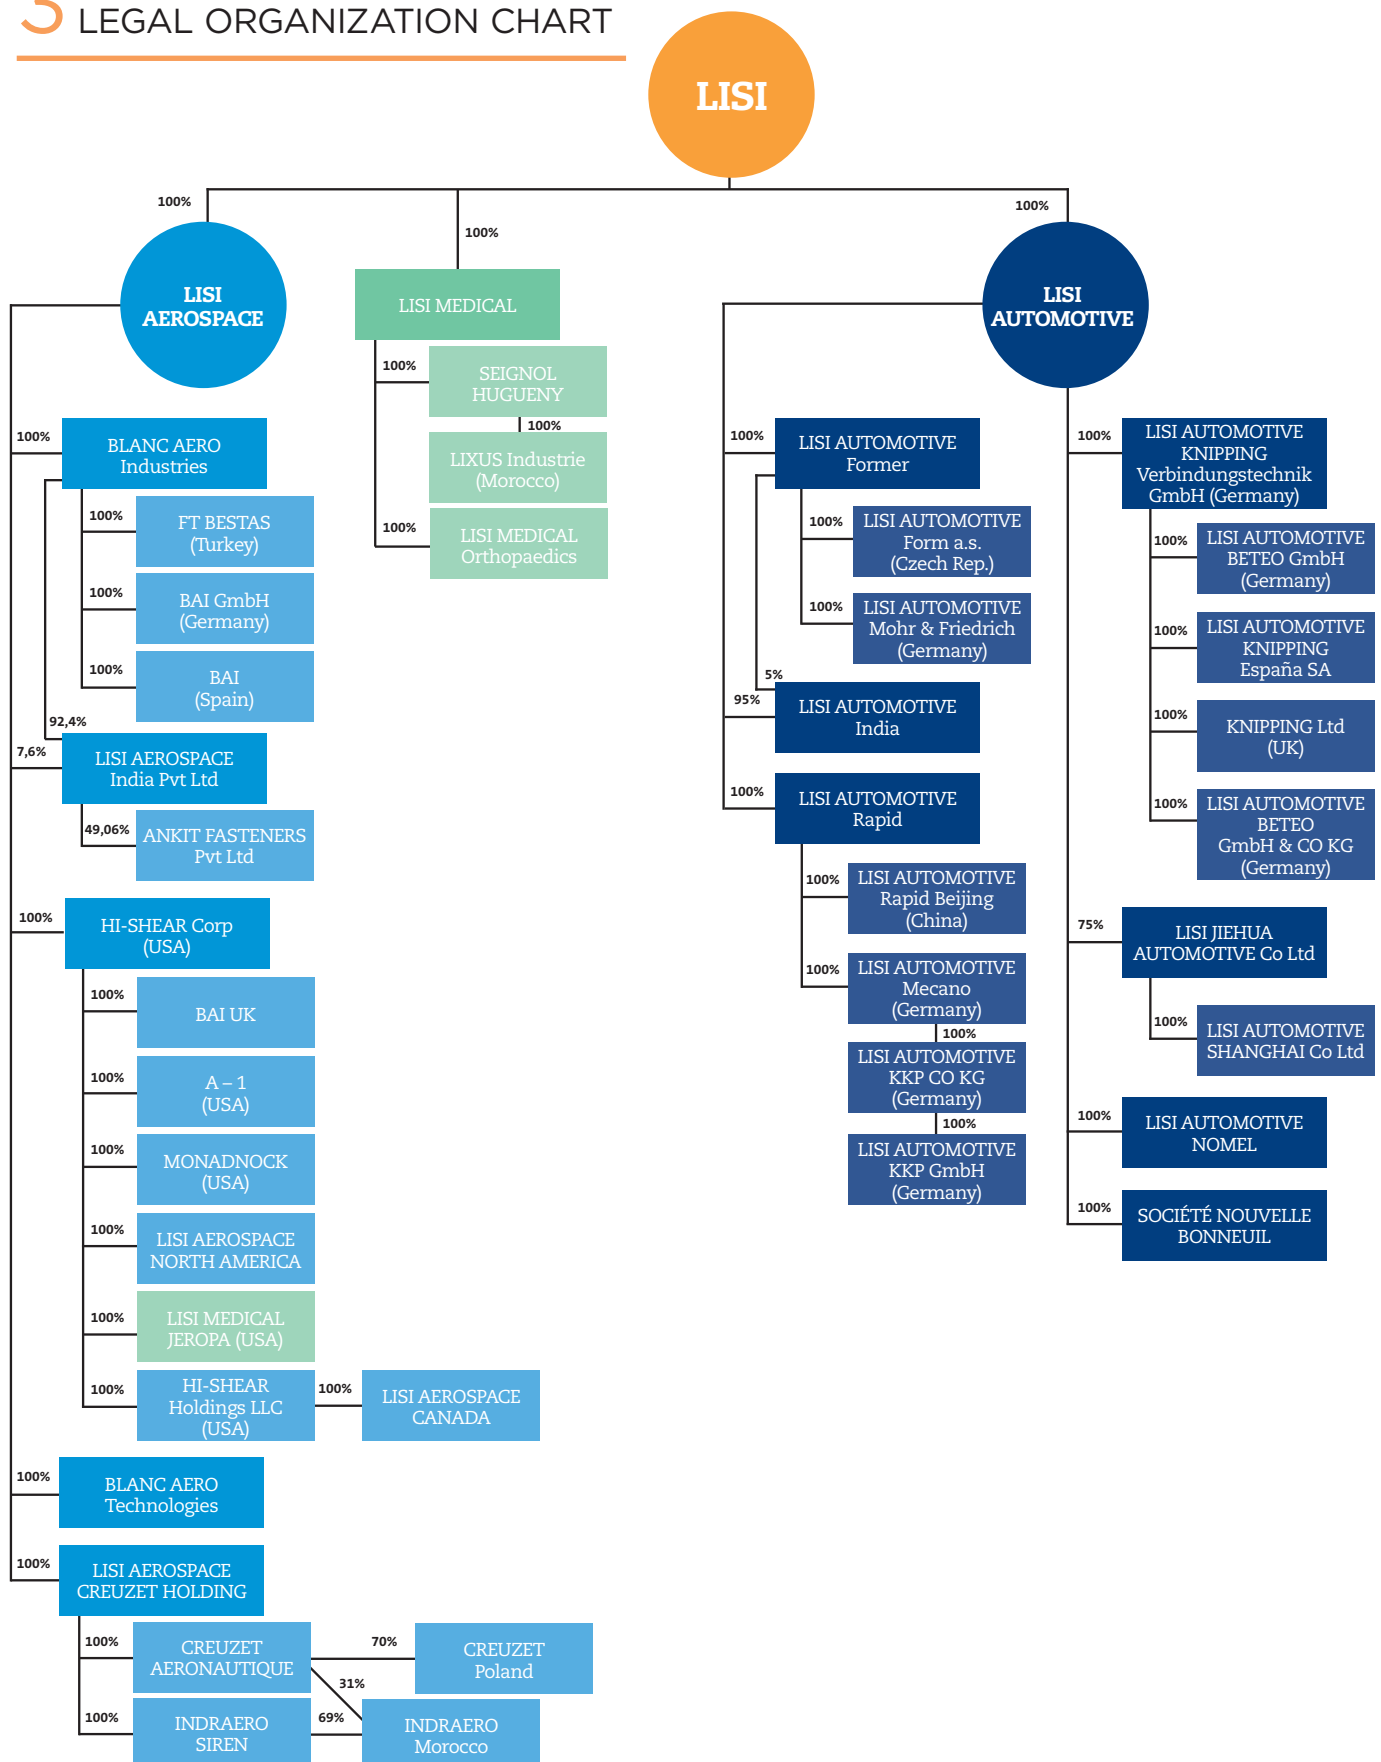 3 LEGAL ORGANIZATION CHART
LISI
100%
100%
100%
LISI
AEROSPACE
LISI MEDICAL
100%
SEIGNOL
HUGUENY
100%
LIXUS Industrie
(Morocco)
100%
LISI MEDICAL
Orthopaedics
LISI
AUTOMOTIVE
100%
BLANC AERO
Industries
100%
FT BESTAS
(Turkey)
100%
BAI GmbH
(Germany)
100%
BAI
(Spain)
92,4%
7,6%
LISI AEROSPACE
India Pvt Ltd
49,06%
ANKIT FASTENERS
Pvt Ltd
100%
HI-SHEAR Corp
(USA)
100%
BAI UK
100%
A – 1
(USA)
100%
MONADNOCK
(USA)
100%
LISI AEROSPACE
NORTH AMERICA
100%
LISI MEDICAL
JEROPA (USA)
100%
HI-SHEAR
Holdings LLC
(USA)
100%
LISI AEROSPACE
CANADA
100%
BLANC AERO
Technologies
100%
LISI AEROSPACE
CREUZET HOLDING
100%
CREUZET
AERONAUTIQUE
70%
CREUZET
Poland
31%
100%
INDRAERO
SIREN
69%
INDRAERO
Morocco
100%
LISI AUTOMOTIVE
Former
100%
LISI AUTOMOTIVE
Form a.s.
(Czech Rep.)
100%
LISI AUTOMOTIVE
Mohr & Friedrich
(Germany)
5%
95%
LISI AUTOMOTIVE
India
100%
LISI AUTOMOTIVE
Rapid
100%
LISI AUTOMOTIVE
Rapid Beijing
(China)
100%
LISI AUTOMOTIVE
Mecano
(Germany)
100%
LISI AUTOMOTIVE
KKP CO KG
(Germany)
100%
LISI AUTOMOTIVE
KKP GmbH
(Germany)
100%
LISI AUTOMOTIVE
KNIPPING
Verbindungstechnik
GmbH (Germany)
100%
LISI AUTOMOTIVE
BETEO GmbH
(Germany)
100%
LISI AUTOMOTIVE
KNIPPING
España SA
100%
KNIPPING Ltd
(UK)
100%
LISI AUTOMOTIVE
BETEO
GmbH & CO KG
(Germany)
75%
LISI JIEHUA
AUTOMOTIVE Co Ltd
100%
LISI AUTOMOTIVE
SHANGHAI Co Ltd
100%
LISI AUTOMOTIVE
NOMEL
100%
SOCIÉTÉ NOUVELLE
BONNEUIL